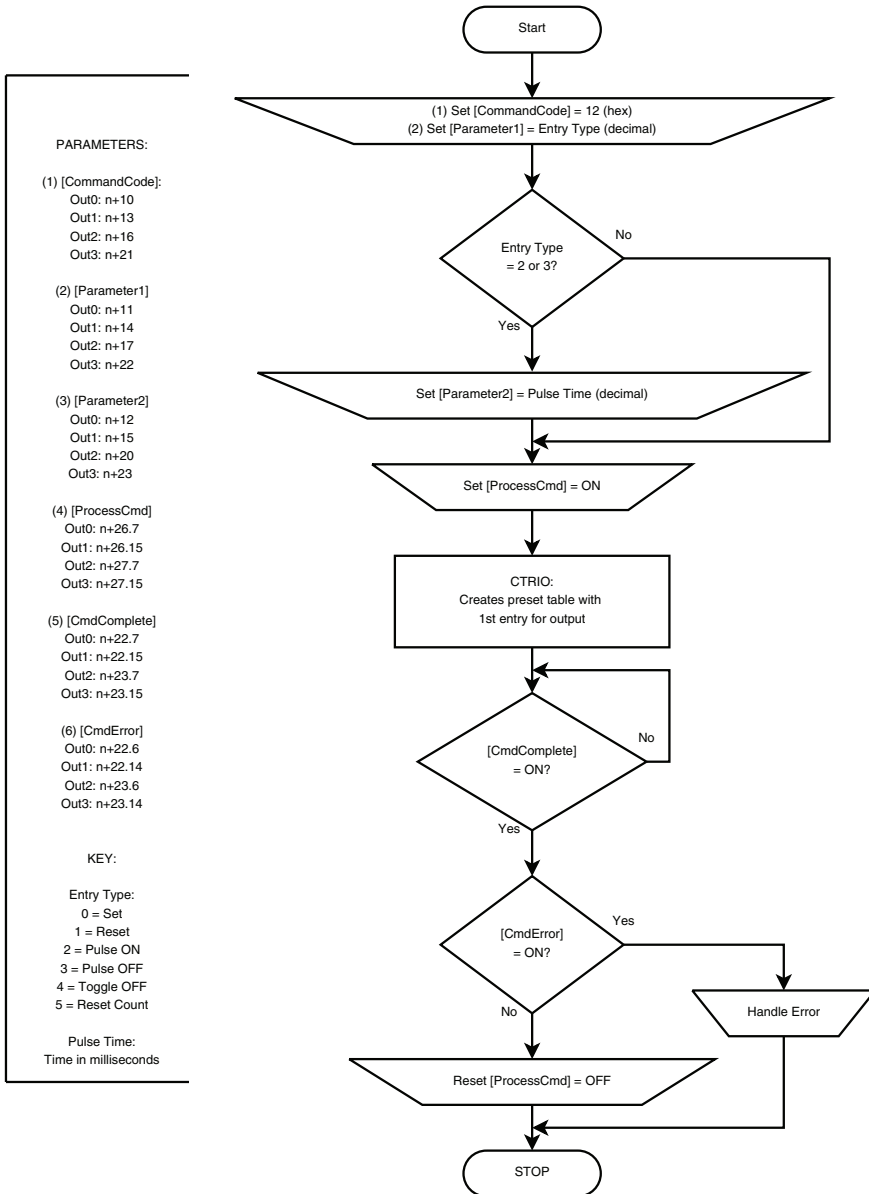 PARAMETERS:
(1) [CommandCode]:
Out0: n+10
Out1: n+13
Out2: n+16
Out3: n+21
(2) [Parameter1]
Out0: n+11
Out1: n+14
Out2: n+17
Out3: n+22
(3) [Parameter2]
Out0: n+12
Out1: n+15
Out2: n+20
Out3: n+23
(4) [ProcessCmd]
Out0: n+26.7
Out1: n+26.15
Out2: n+27.7
Out3: n+27.15
(5) [CmdComplete]
Out0: n+22.7
Out1: n+22.15
Out2: n+23.7
Out3: n+23.15
(6) [CmdError]
Out0: n+22.6
Out1: n+22.14
Out2: n+23.6
Out3: n+23.14
KEY:
Entry Type:
0 = Set
1 = Reset
2 = Pulse ON
3 = Pulse OFF
4 = Toggle OFF
5 = Reset Count
Pulse Time:
Time in milliseconds
Start
(1) Set [CommandCode] = 12 (hex)
(2) Set [Parameter1] = Entry Type (decimal)
Entry Type
= 2 or 3?
No
Yes
Set [Parameter2] = Pulse Time (decimal)
Set [ProcessCmd] = ON
CTRIO:
Creates preset table with
1st entry for output
[CmdComplete]
= ON?
No
Yes
[CmdError]
= ON?
Yes
No
Handle Error
Reset [ProcessCmd] = OFF
STOP